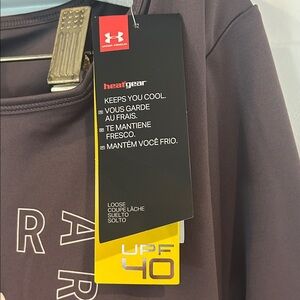 UNDER ARMOUR
heatgear
KEEPS YOU COOL.
VOUS GARDE
AU FRAIS.
TE MANTIENE
FRESCO.
MANTÉM VOCÊ FRIO.
LOOSE
COUPE LÂCHE
SUELTO
SOLTO
UPF
40
R A
R